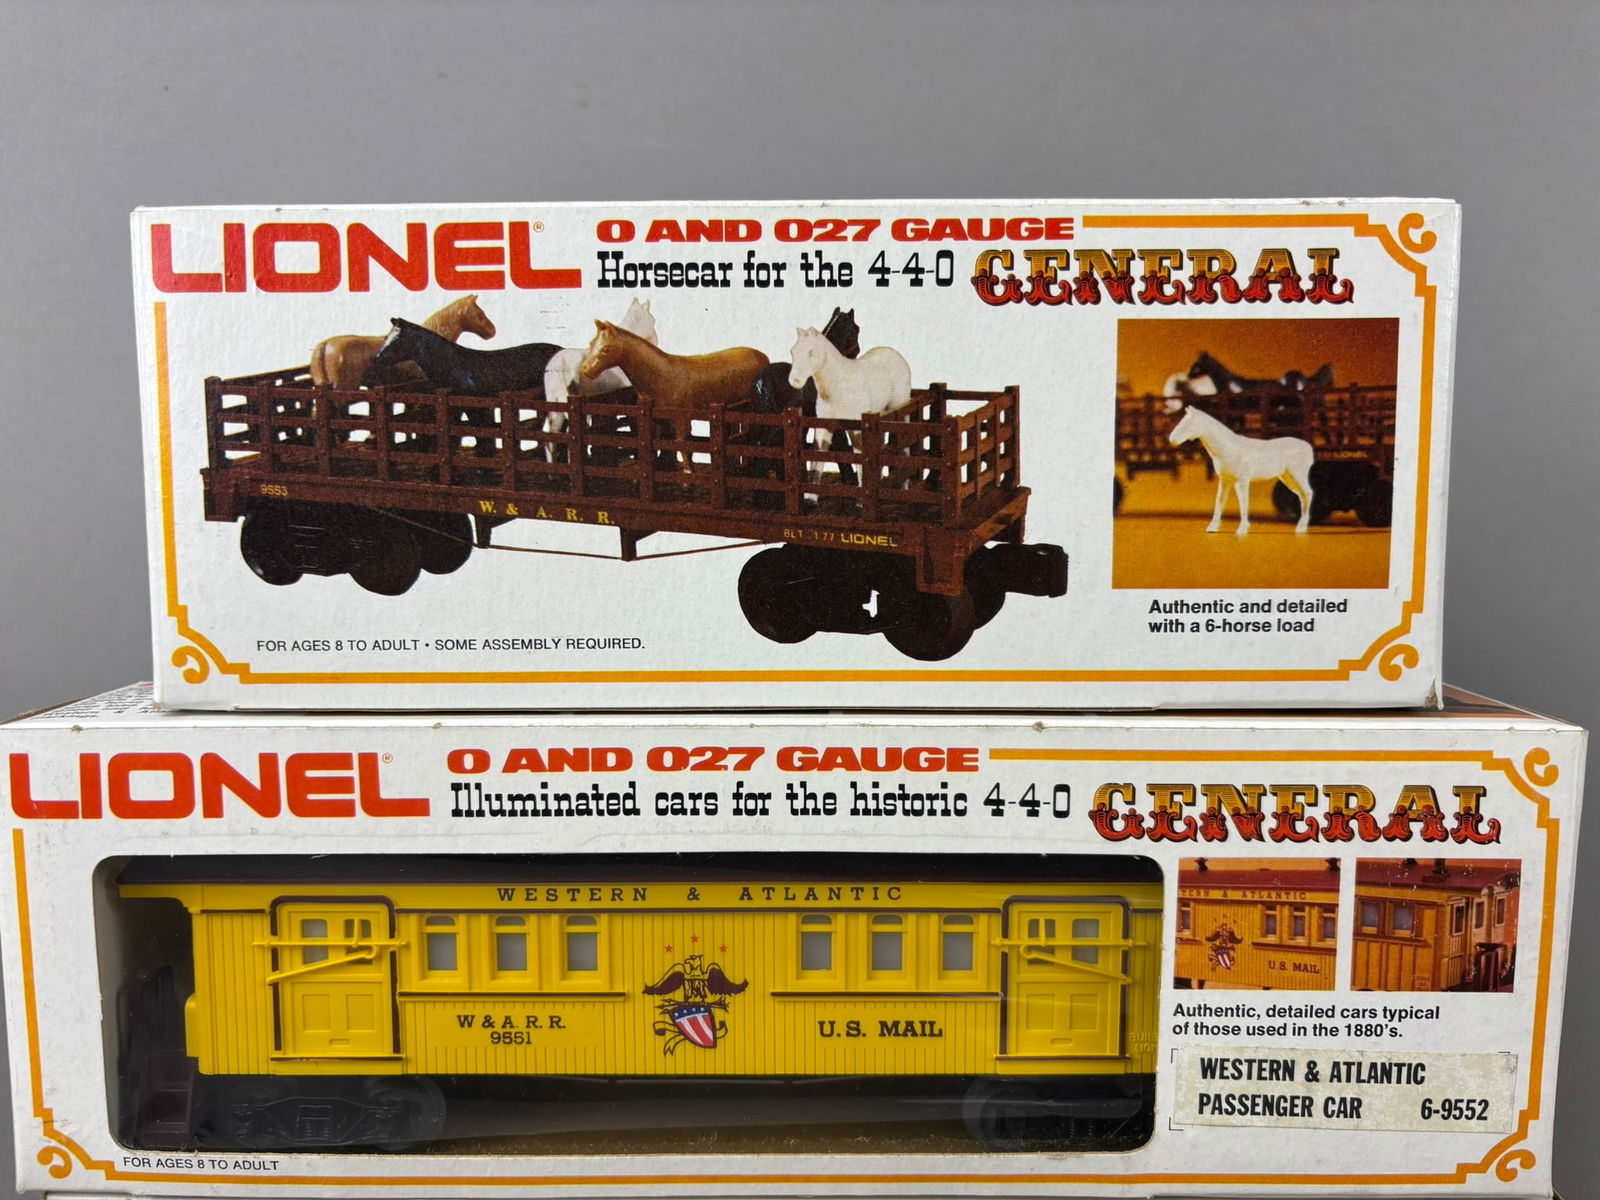 LIONEL®
O AND O27 GAUGE
Horsecar for the 4-4-0 GENERAL
9553
W. & A. R. R.
BLT 1 77 LIONEL
LIONEL
Authentic and detailed
with a 6-horse load
FOR AGES 8 TO ADULT • SOME ASSEMBLY REQUIRED.
LIONEL®
O AND O27 GAUGE
Illuminated cars for the historic 4-4-0 GENERAL
WESTERN & ATLANTIC
W & A. R. R.
9551
U.S. MAIL
& ATLANTIC
U.S. MAIL
Authentic, detailed cars typical
of those used in the 1880's.
WESTERN & ATLANTIC
PASSENGER CAR 6-9552
FOR AGES 8 TO ADULT